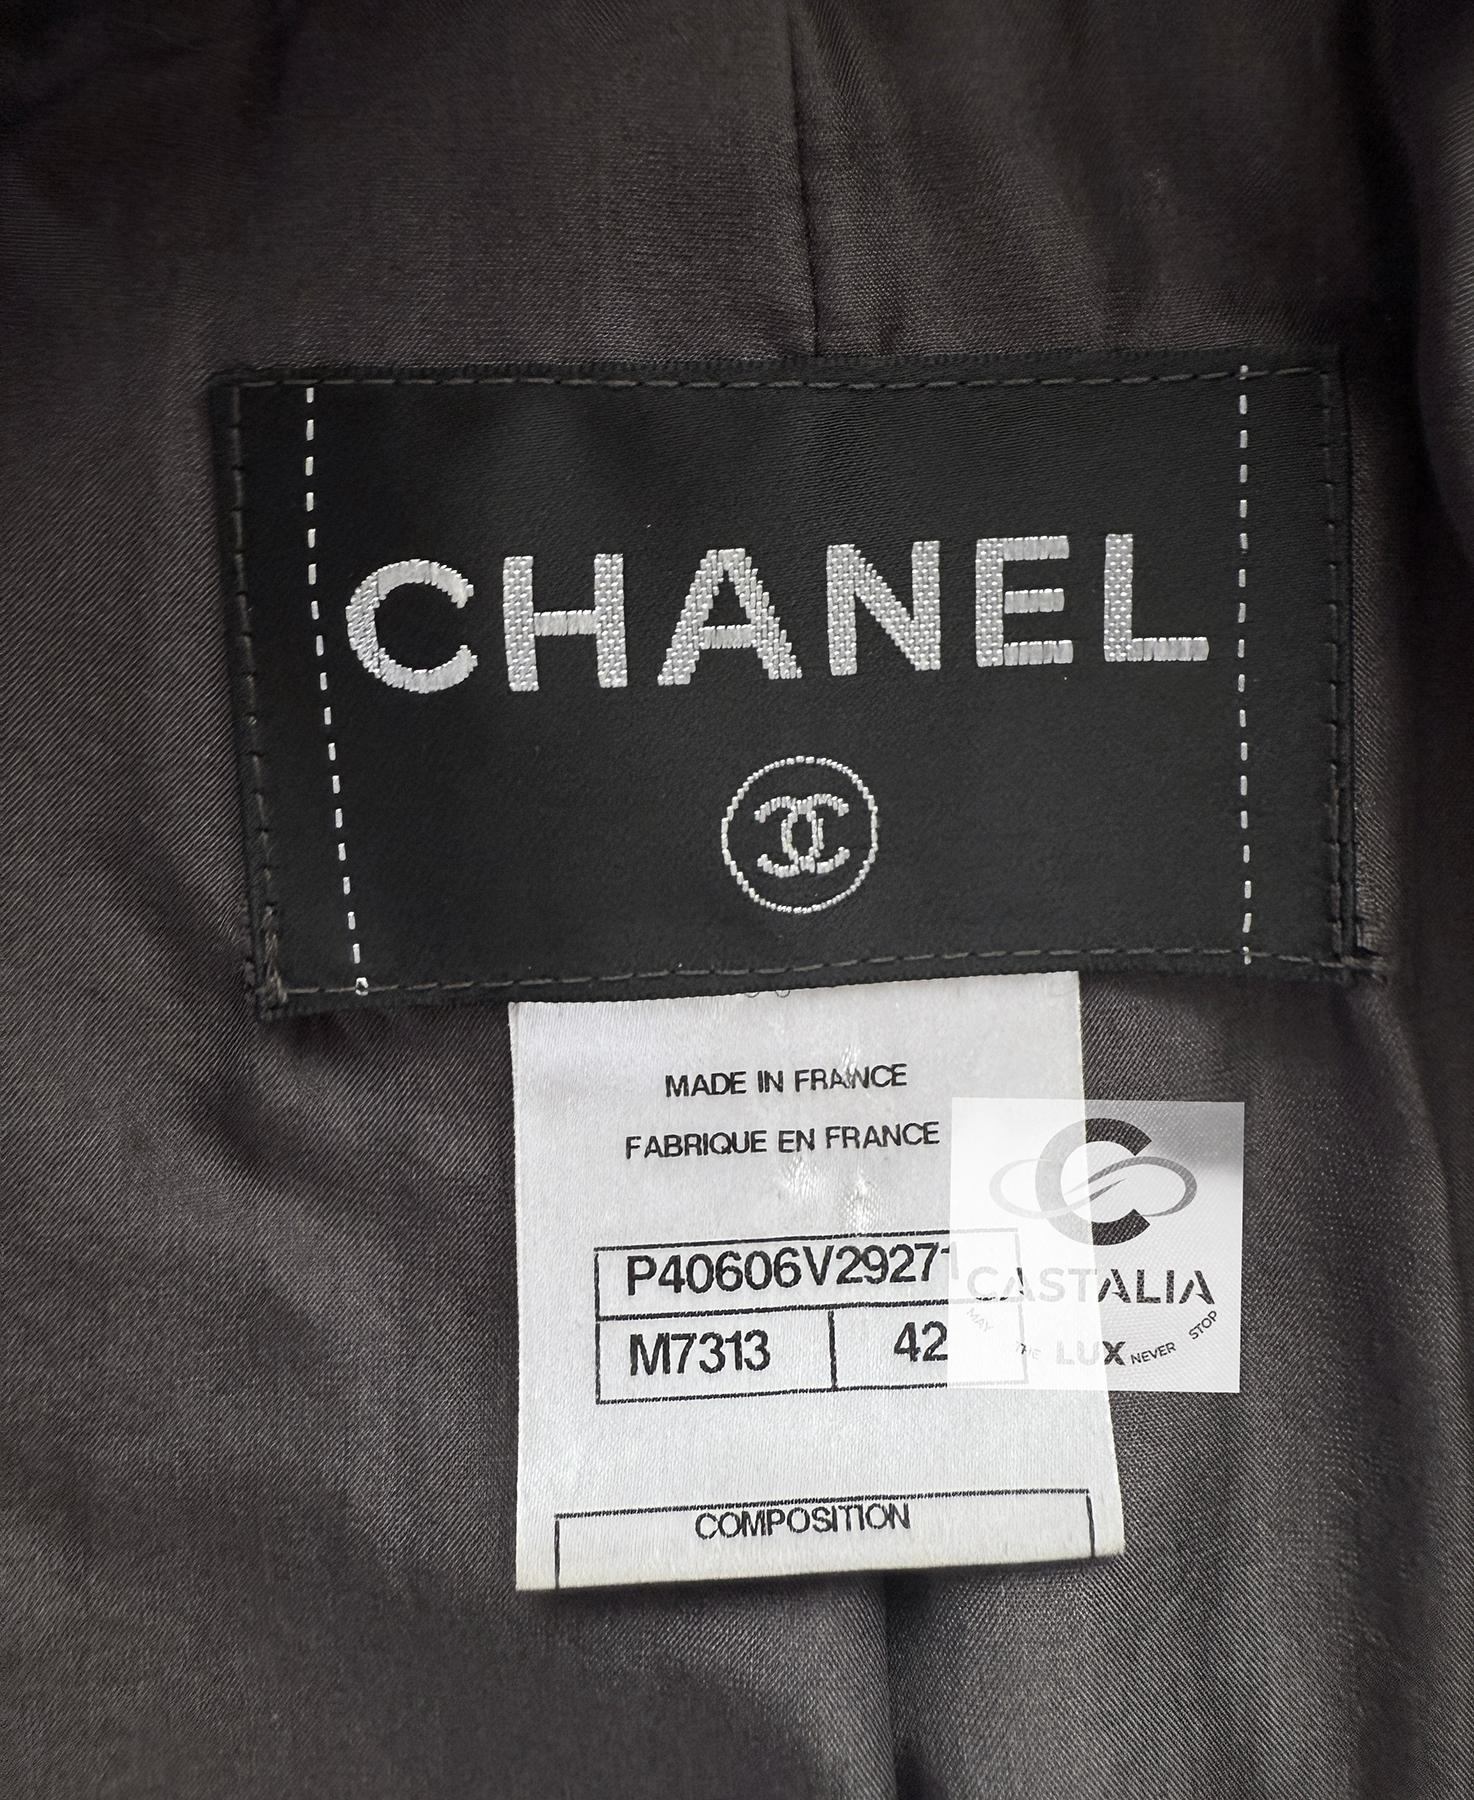 CHANEL
MADE IN FRANCE
FABRIQUE EN FRANCE
P40606V29271
M7313 42
COMPOSITION
CASTALIA
MAY THE LUX NEVER STOP